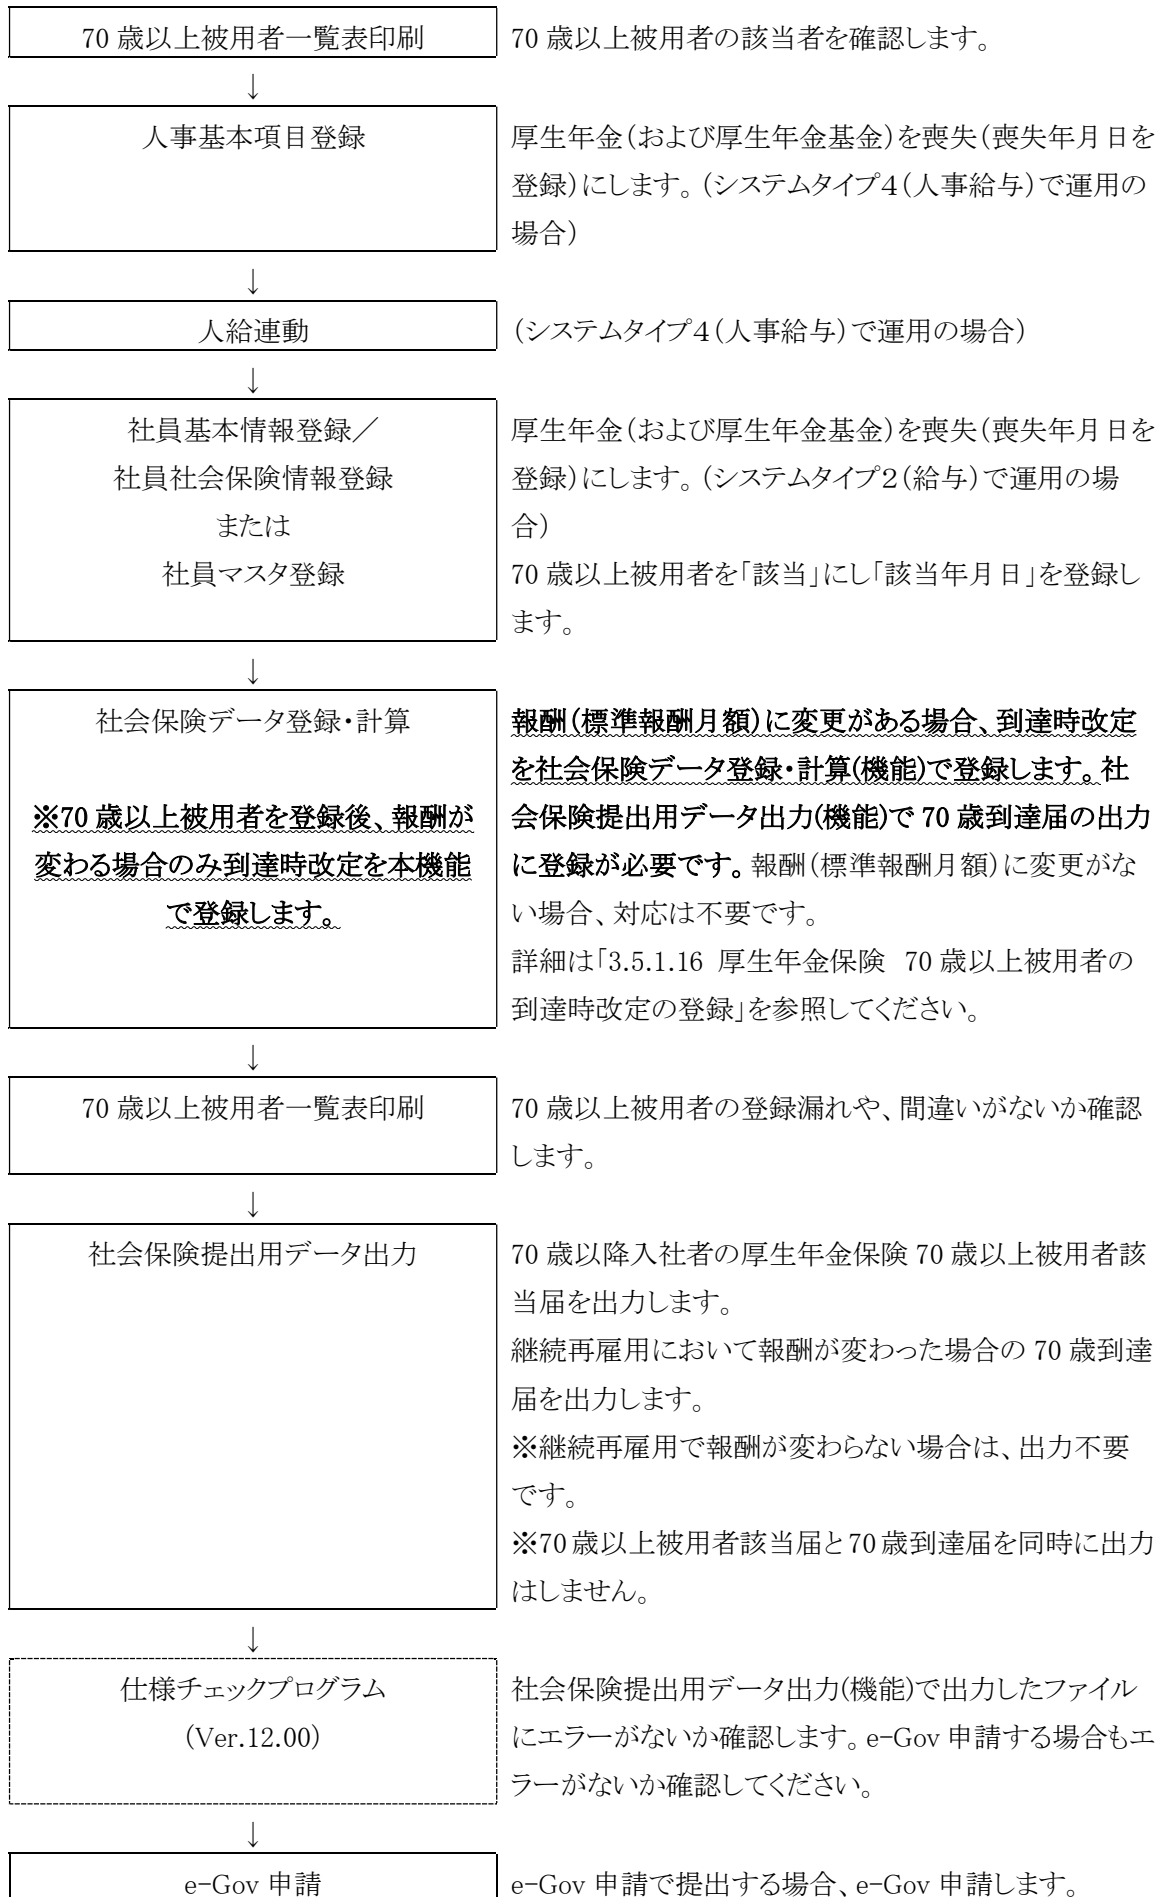 70 歳以上被用者一覧表印刷
70 歳以上被用者の該当者を確認します。
↓
人事基本項目登録
厚生年金(および厚生年金基金)を喪失(喪失年月日を
登録)にします。(システムタイプ4(人事給与)で運用の
場合)
↓
人給連動
(システムタイプ4(人事給与)で運用の場合)
↓
社員基本情報登録/
社員社会保険情報登録
または
社員マスタ登録
厚生年金(および厚生年金基金)を喪失(喪失年月日を
登録)にします。(システムタイプ2(給与)で運用の場
合)
70 歳以上被用者を「該当」にし「該当年月日」を登録し
ます。
↓
社会保険データ登録・計算
※70 歳以上被用者を登録後、報酬が
変わる場合のみ到達時改定を本機能
で登録します。
報酬(標準報酬月額)に変更がある場合、到達時改定
を社会保険データ登録・計算(機能)で登録します。社
会保険提出用データ出力(機能)で 70 歳到達届の出力
に登録が必要です。報酬(標準報酬月額)に変更がな
い場合、対応は不要です。
詳細は「3.5.1.16 厚生年金保険 70 歳以上被用者の
到達時改定の登録」を参照してください。
↓
70 歳以上被用者一覧表印刷
70 歳以上被用者の登録漏れや、間違いがないか確認
します。
↓
社会保険提出用データ出力
70 歳以降入社者の厚生年金保険 70 歳以上被用者該
当届を出力します。
継続再雇用において報酬が変わった場合の 70 歳到達
届を出力します。
※継続再雇用で報酬が変わらない場合は、出力不要
です。
※70 歳以上被用者該当届と 70 歳到達届を同時に出力
はしません。
↓
仕様チェックプログラム
(Ver.12.00)
社会保険提出用データ出力(機能)で出力したファイル
にエラーがないか確認します。e-Gov 申請する場合もエ
ラーがないか確認してください。
↓
e-Gov 申請
e-Gov 申請で提出する場合、e-Gov 申請します。